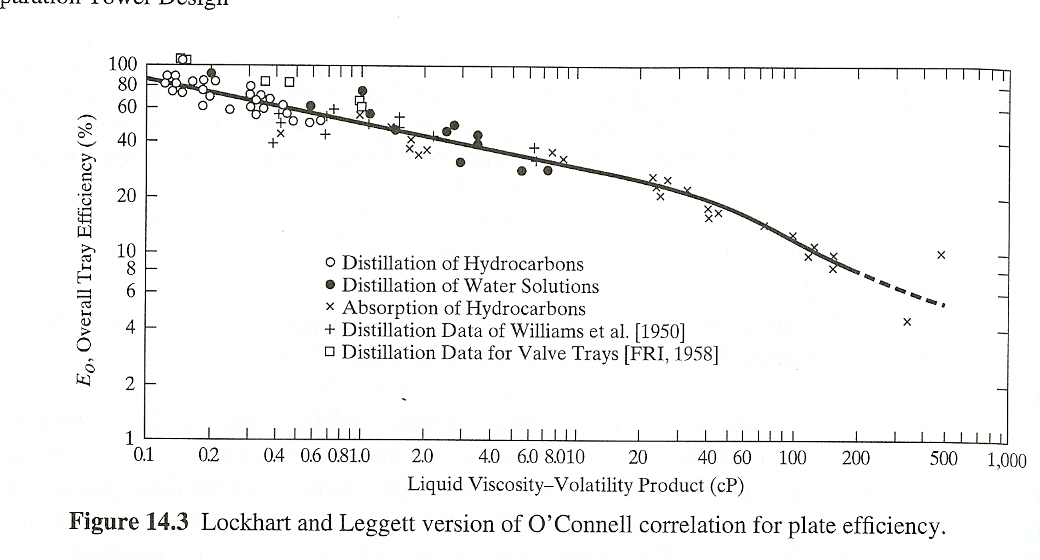 paration Tower Design
100
80
60
40
20
10
8
6
4
2
1
E_O, Overall Tray Efficiency (%)
○ Distillation of Hydrocarbons
● Distillation of Water Solutions
× Absorption of Hydrocarbons
+ Distillation Data of Williams et al. [1950]
□ Distillation Data for Valve Trays [FRI, 1958]
0.1 0.2 0.4 0.6 0.81.0 2.0 4.0 6.0 8.010 20 40 60 100 200 500 1,000
Liquid Viscosity–Volatility Product (cP)
Figure 14.3 Lockhart and Leggett version of O'Connell correlation for plate efficiency.